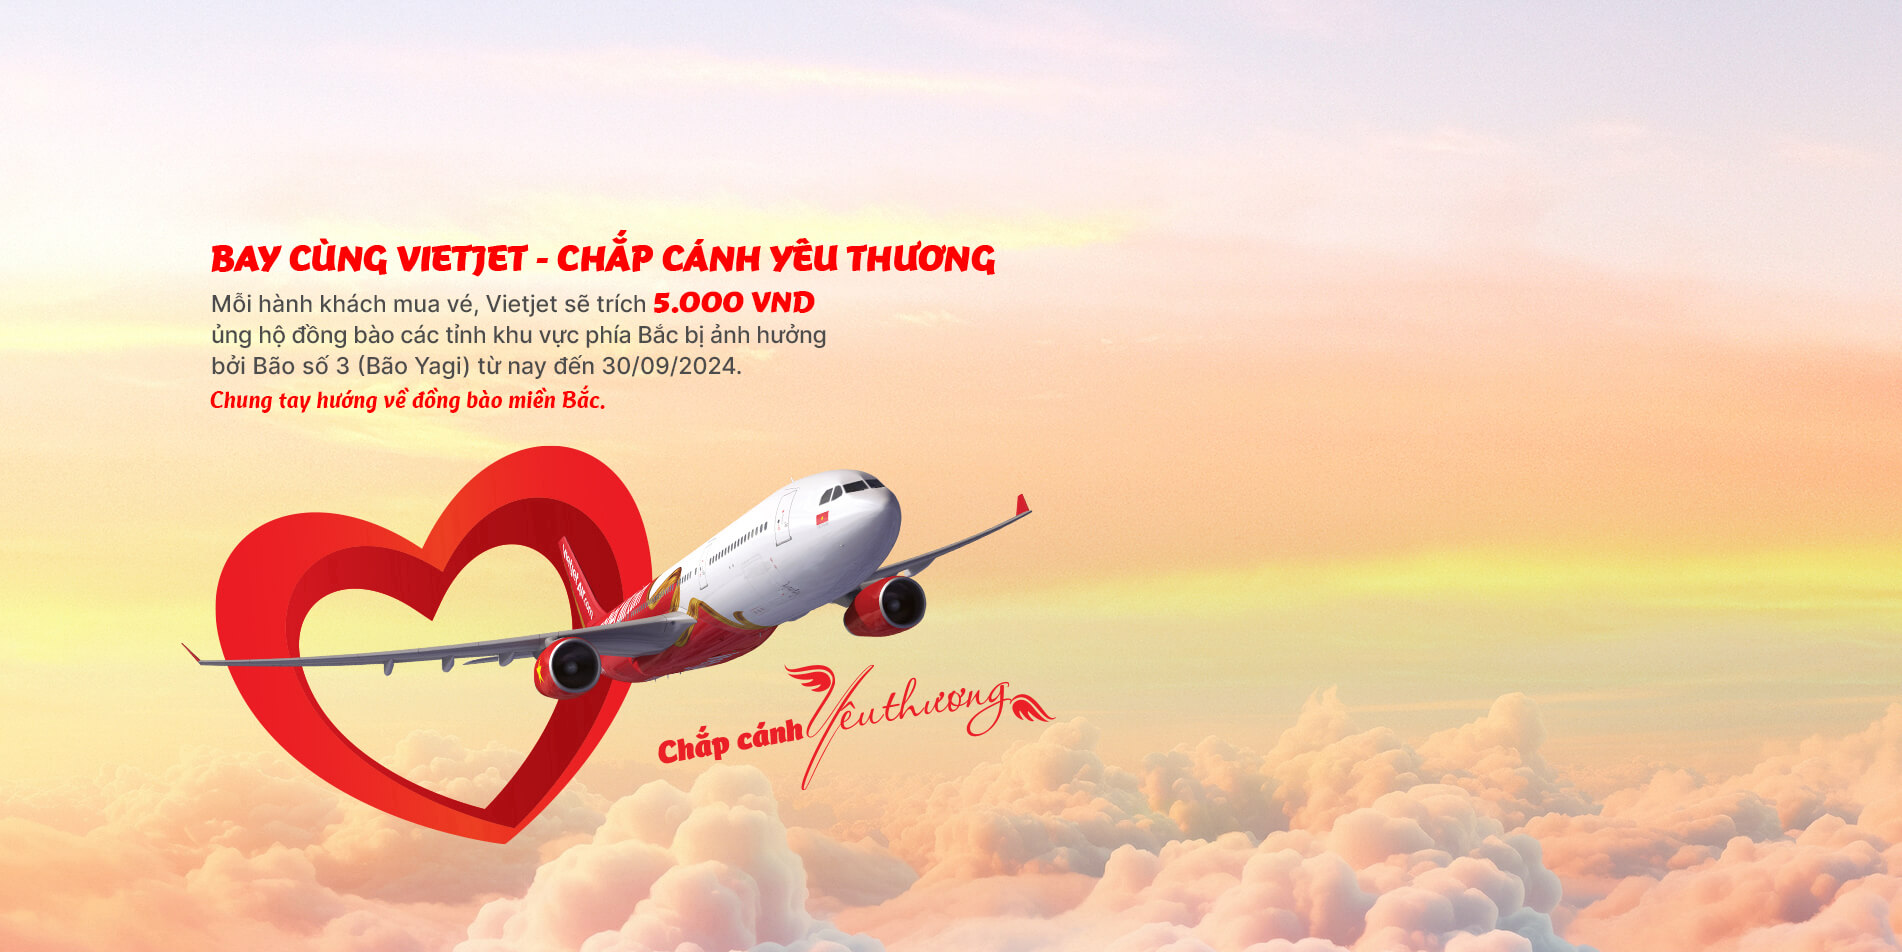 BAY CÙNG VIETJET - CHẮP CÁNH YÊU THƯƠNG
Mỗi hành khách mua vé, Vietjet sẽ trích 5.000 VND
ủng hộ đồng bào các tỉnh khu vực phía Bắc bị ảnh hưởng
bởi Bão số 3 (Bão Yagi) từ nay đến 30/09/2024.
Chung tay hướng về đồng bào miền Bắc.
vietjetAir.com
Chắp cánh Yêu thương